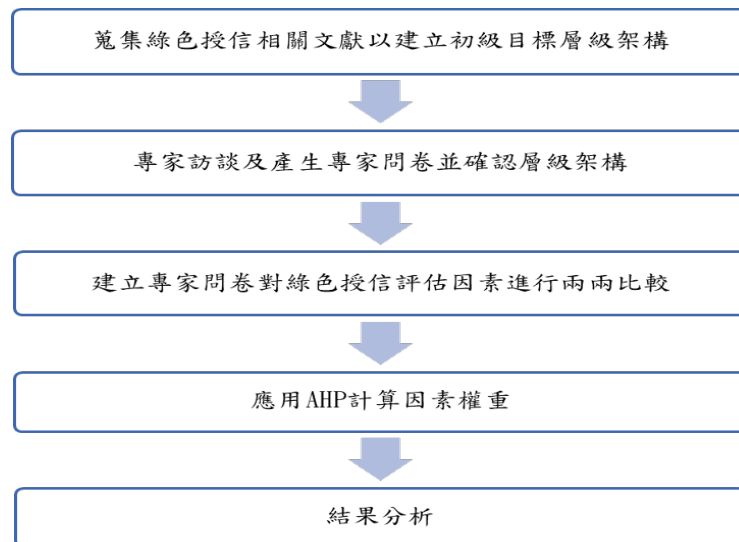 蒐集綠色授信相關文獻以建立初級目標層級架構
專家訪談及產生專家問卷並確認層級架構
建立專家問卷對綠色授信評估因素進行兩兩比較
應用AHP計算因素權重
結果分析